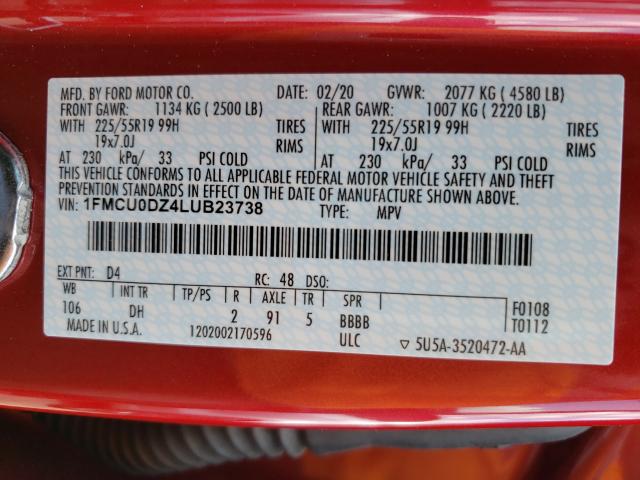 MFD. BY FORD MOTOR CO. DATE: 02/20 GVWR: 2077 KG ( 4580 LB)
FRONT GAWR: 1134 KG ( 2500 LB) REAR GAWR: 1007 KG ( 2220 LB)
WITH 225/55R19 99H TIRES WITH 225/55R19 99H TIRES
19x7.0J RIMS 19x7.0J RIMS
AT 230 kPa/ 33 PSI COLD AT 230 kPa/ 33 PSI COLD
THIS VEHICLE CONFORMS TO ALL APPLICABLE FEDERAL MOTOR VEHICLE SAFETY AND THEFT
PREVENTION STANDARDS IN EFFECT ON THE DATE OF MANUFACTURE SHOWN ABOVE.
VIN: 1FMCU0DZ4LUB23738 TYPE: MPV
EXT PNT: D4 RC: 48 DSO:
WB INT TR TP/PS R AXLE TR SPR F0108
106 DH 2 91 5 BBBB T0112
MADE IN U.S.A. 1202002170596 ULC ▽ 5U5A-3520472-AA